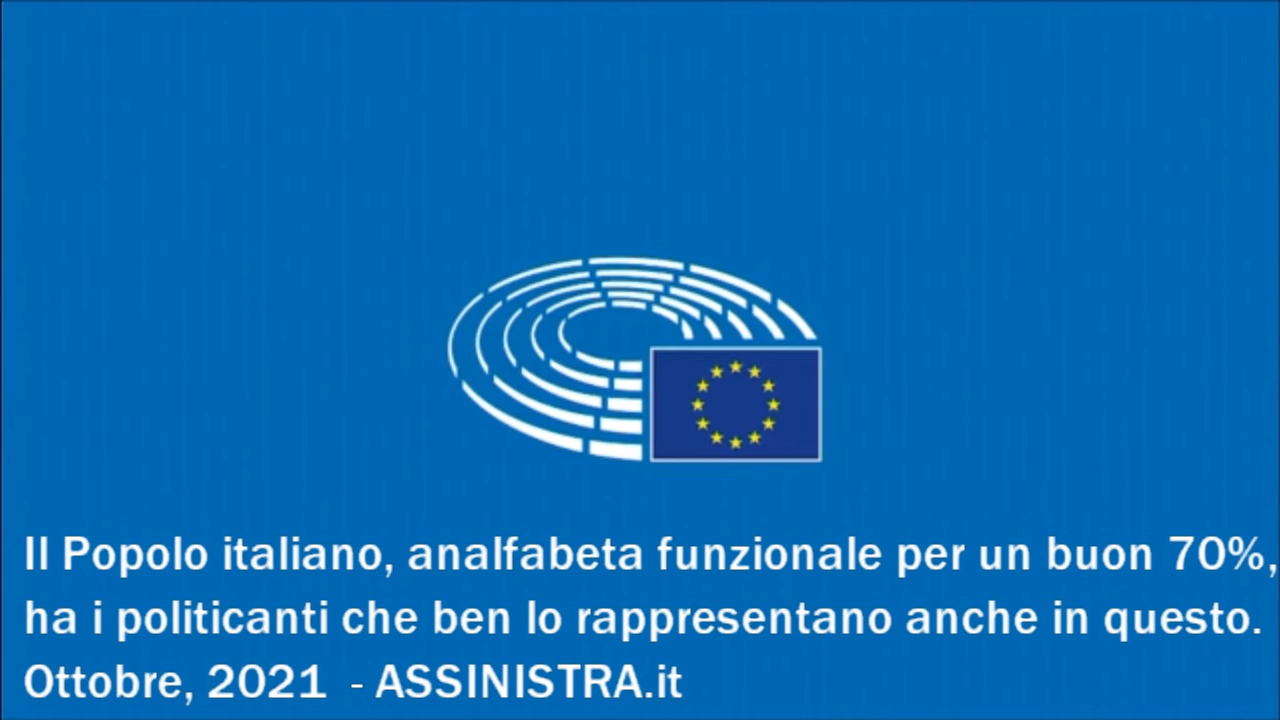 Il Popolo italiano, analfabeta funzionale per un buon 70%,
ha i politicanti che ben lo rappresentano anche in questo.
Ottobre, 2021 - ASSINISTRA.it